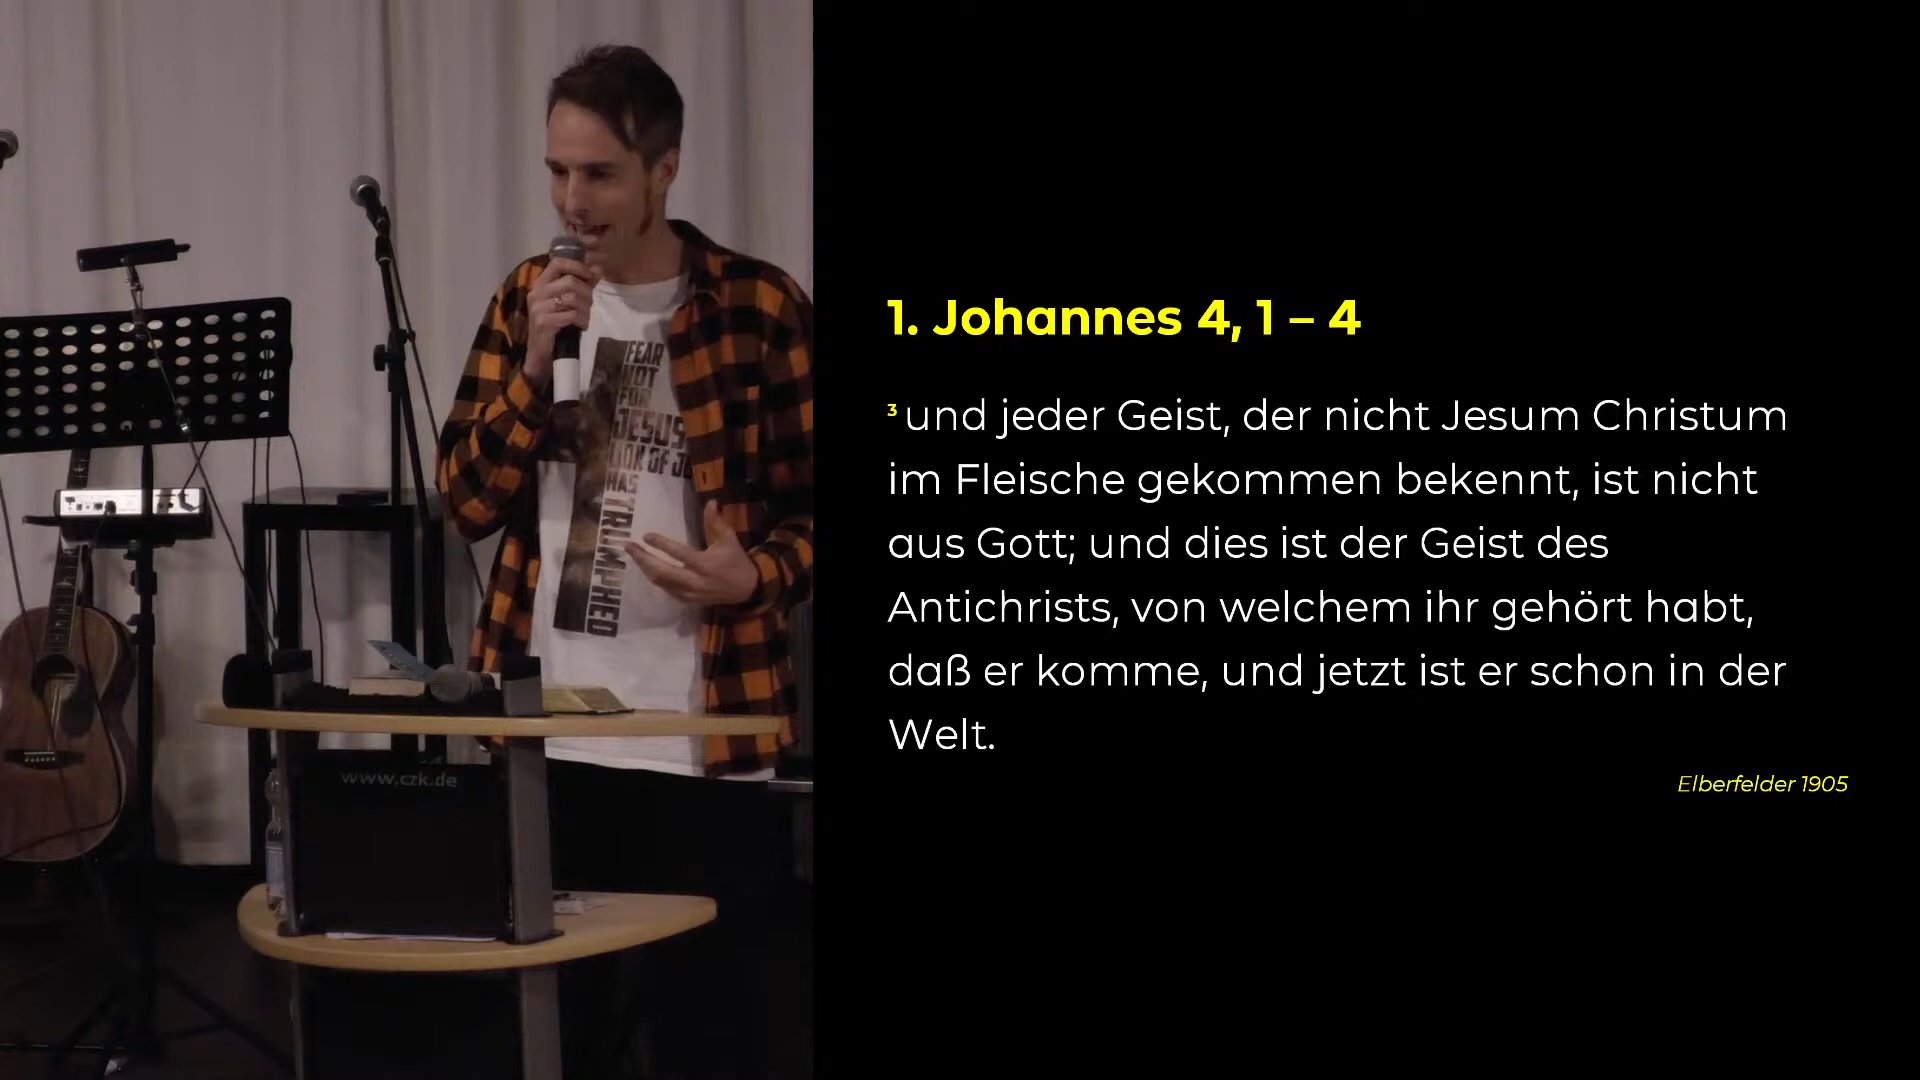 FEAR
NOT
FOR
JESUS
LION OF
HAS
TRIUMPHED
www.czk.de
1. Johannes 4, 1 – 4
³ und jeder Geist, der nicht Jesum Christum
im Fleische gekommen bekennt, ist nicht
aus Gott; und dies ist der Geist des
Antichrists, von welchem ihr gehört habt,
daß er komme, und jetzt ist er schon in der
Welt.
Elberfelder 1905